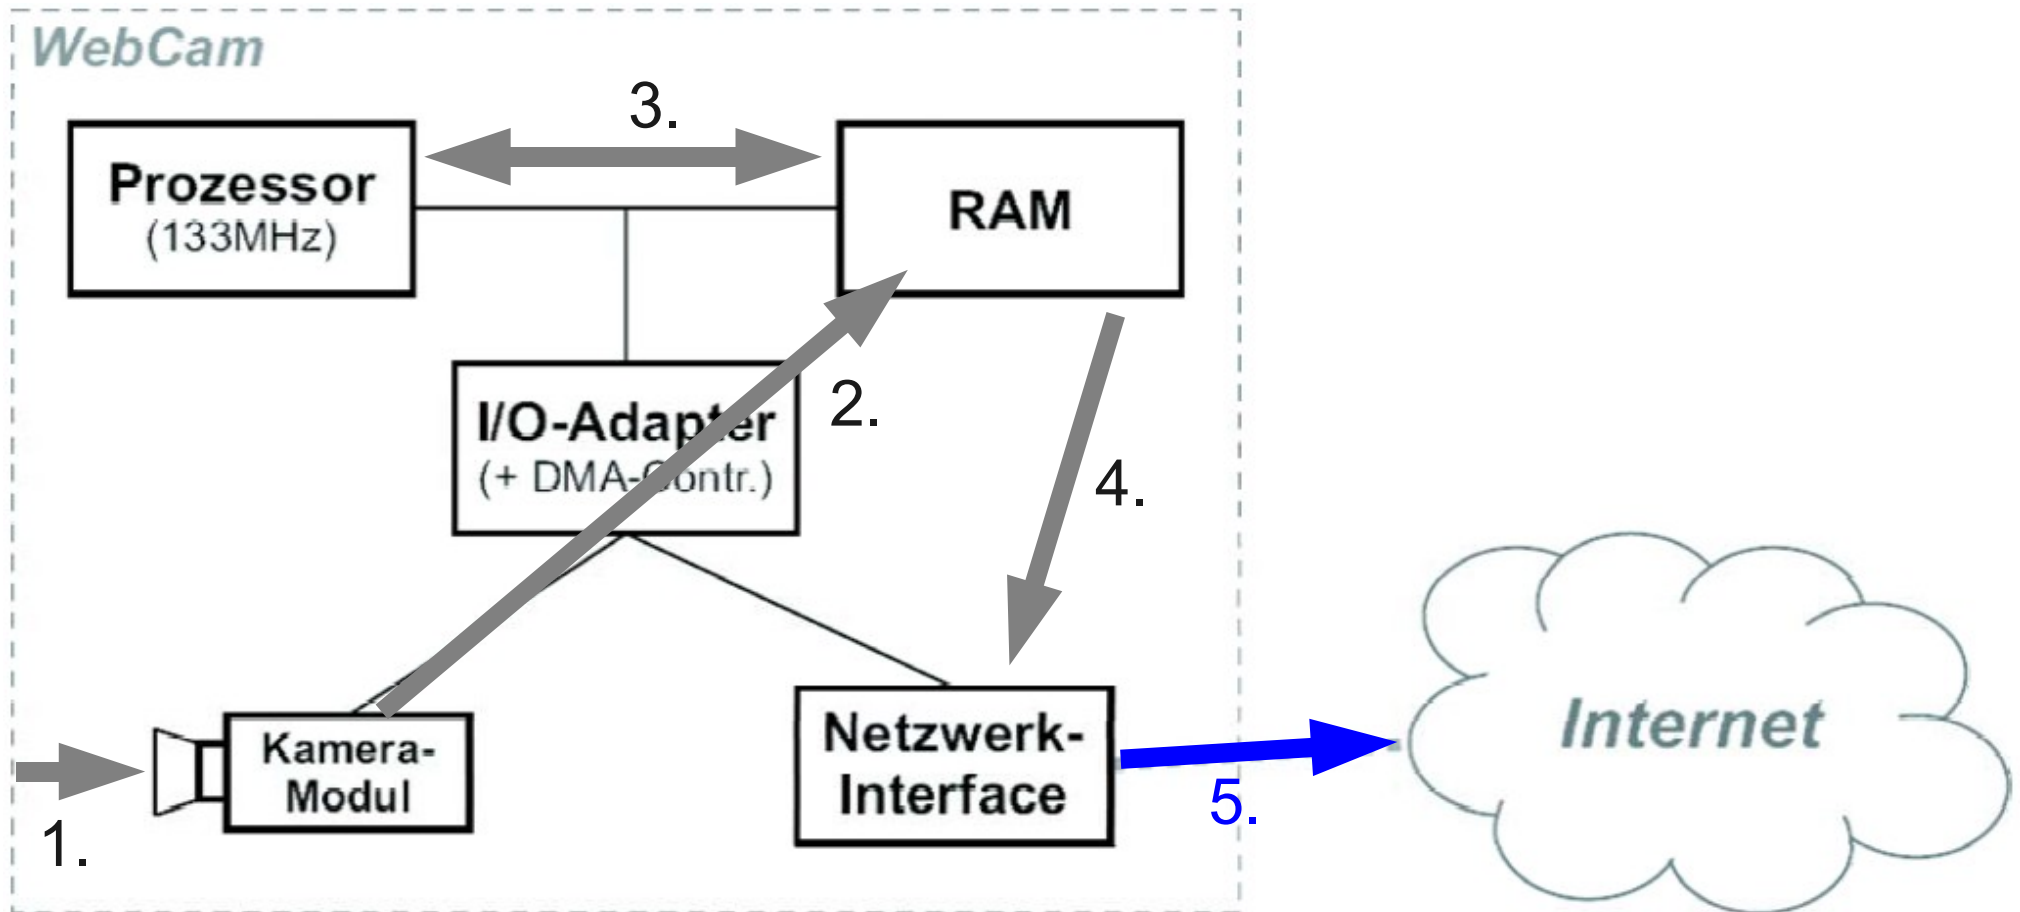 WebCam
3.
Prozessor
(133MHz)
RAM
I/O-Adapter
(+ DMA-Contr.)
2.
4.
Kamera-
Modul
1.
Netzwerk-
Interface
5.
Internet